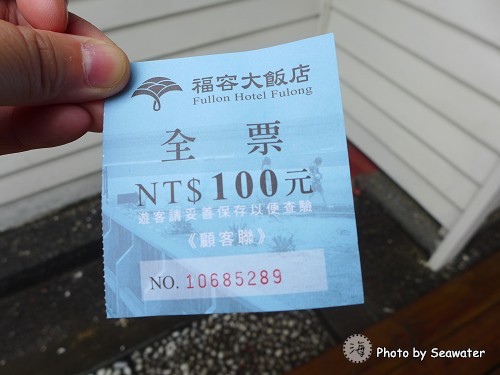 福容大飯店
Fullon Hotel Fulong
全 票
NT$100元
遊客請妥善保存以便查驗
《顧客聯》
NO. 10685289
海 Photo by Seawater